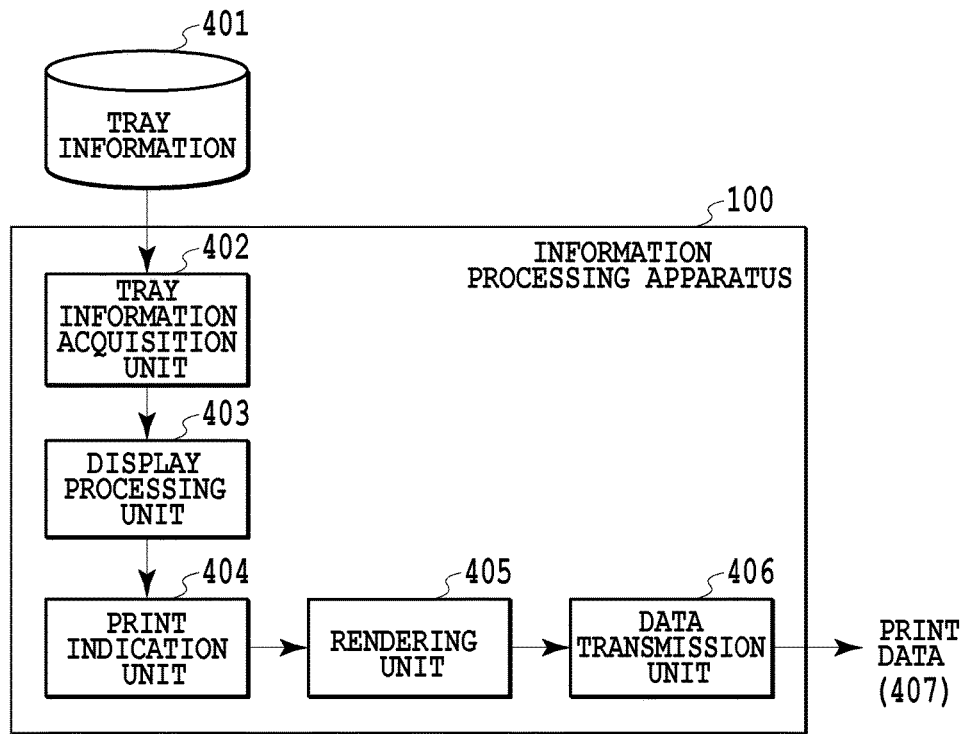 401
TRAY
INFORMATION
100
INFORMATION
PROCESSING APPARATUS
402
TRAY
INFORMATION
ACQUISITION
UNIT
403
DISPLAY
PROCESSING
UNIT
404
PRINT
INDICATION
UNIT
405
RENDERING
UNIT
406
DATA
TRANSMISSION
UNIT
PRINT
DATA
(407)